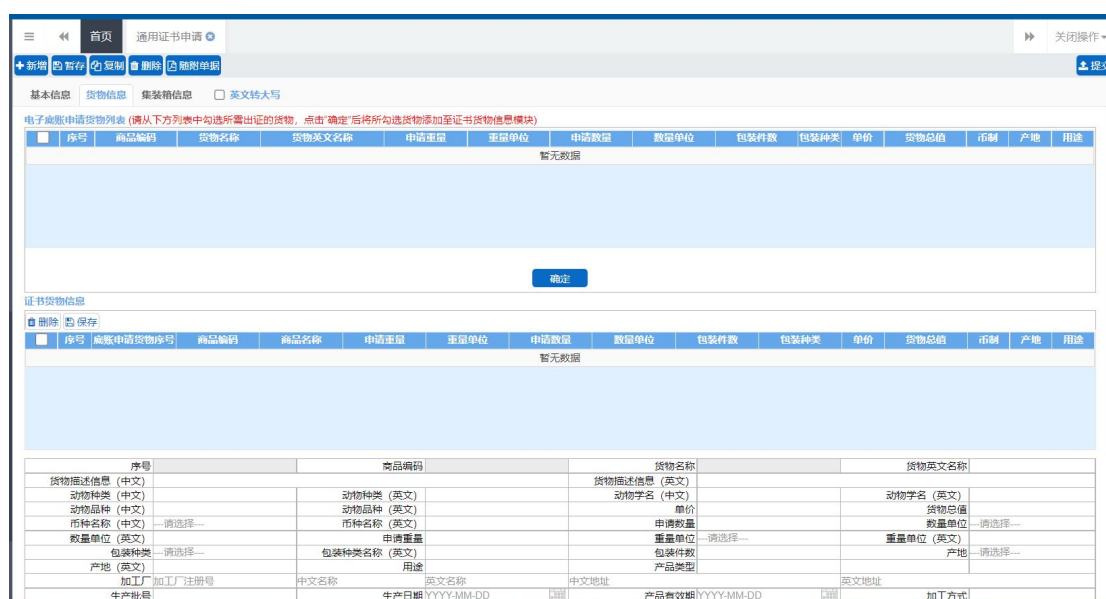 首页 通用证书申请 关闭操作
新增 暂存 复制 删除 随附单据 提交
基本信息 货物信息 集装箱信息 英文转大写
电子底账申请货物列表 (请从下方列表中勾选所需出证的货物，点击“确定”后将所勾选货物添加至证书货物信息模块)
序号 商品编码 货物名称 货物英文名称 申请重量 重量单位 申请数量 数量单位 包装件数 包装种类 单价 货物总值 币制 产地 用途
暂无数据
确定
证书货物信息
删除 保存
序号 底账申请货物序号 商品编码 商品名称 申请重量 重量单位 申请数量 数量单位 包装件数 包装种类 单价 货物总值 币制 产地 用途
暂无数据
序号 商品编码 货物名称 货物英文名称
货物描述信息（中文） 货物描述信息（英文）
动物种类（中文） 动物种类（英文） 动物学名（中文） 动物学名（英文）
动物品种（中文） 动物品种（英文） 单价 货物总值
币种名称（中文） ---请选择--- 币种名称（英文） 申请数量 数量单位 ---请选择---
数量单位（英文） 申请重量 重量单位 ---请选择--- 重量单位（英文）
包装种类 ---请选择--- 包装种类名称（英文） 包装件数 产地 ---请选择---
产地（英文） 用途 产品类型
加工厂 加工厂注册号 中文名称 英文名称 中文地址 英文地址
生产批号 生产日期 YYYY-MM-DD 产品有效期 YYYY-MM-DD 加工方式